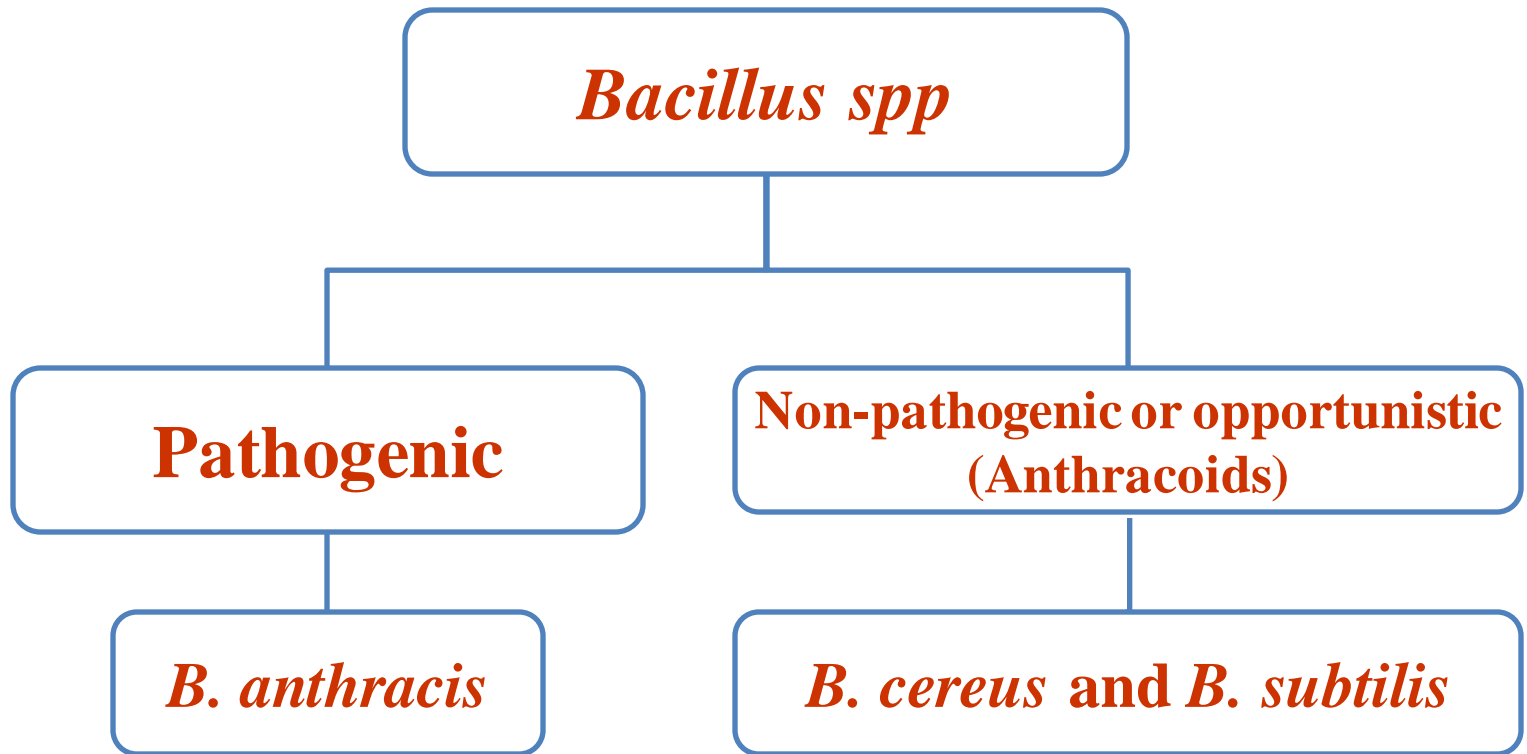 Bacillus spp
Pathogenic
Non-pathogenic or opportunistic
(Anthracoids)
B. anthracis
B. cereus and B. subtilis